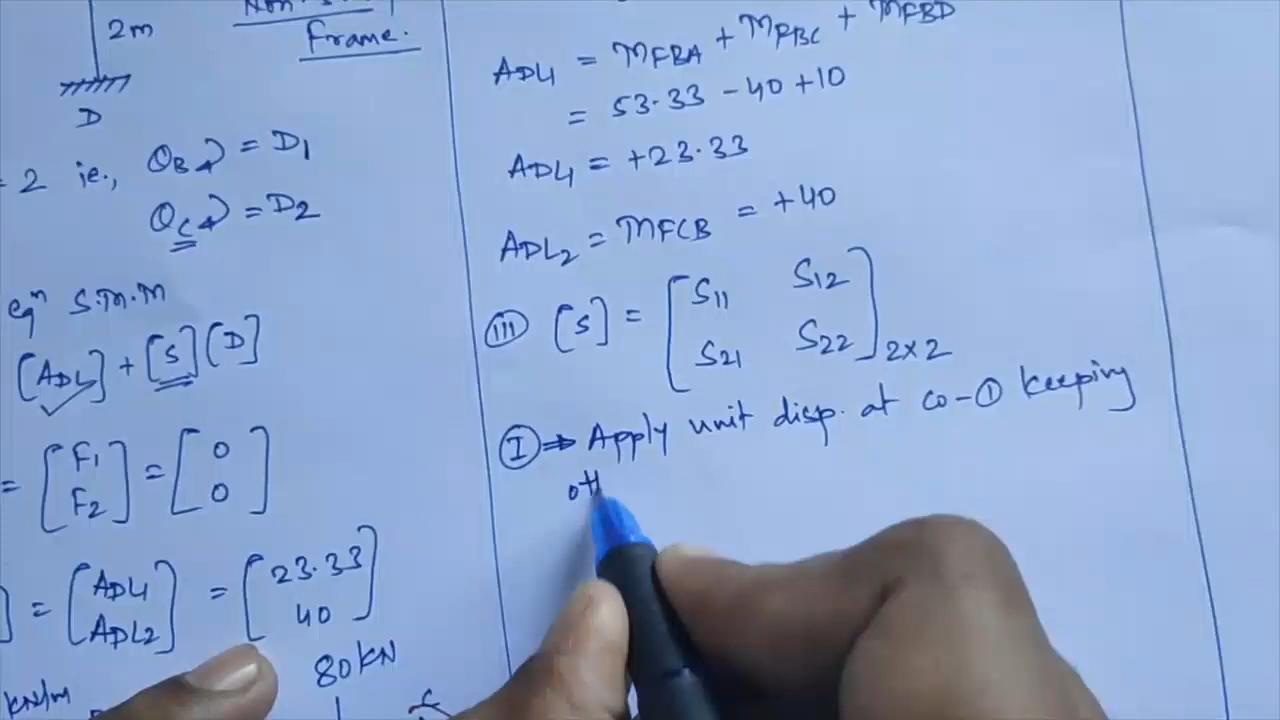 2m
Frame.
D
= 2 ie., θB = D1
θC = D2
eqn S.M.M
[ADL] + [S][D]
= [F1 F2] = [0 0]
] = [ADL1 ADL2] = [23.33 40]
80KN
KN/m
C
ADL1 = MFBA + MFBC + MFBD
= 53.33 - 40 + 10
ADL1 = +23.33
ADL2 = MFCB = +40
III [S] = [S11 S12
S21 S22] 2×2
I ⇒ Apply unit disp. at co-① keeping
oth